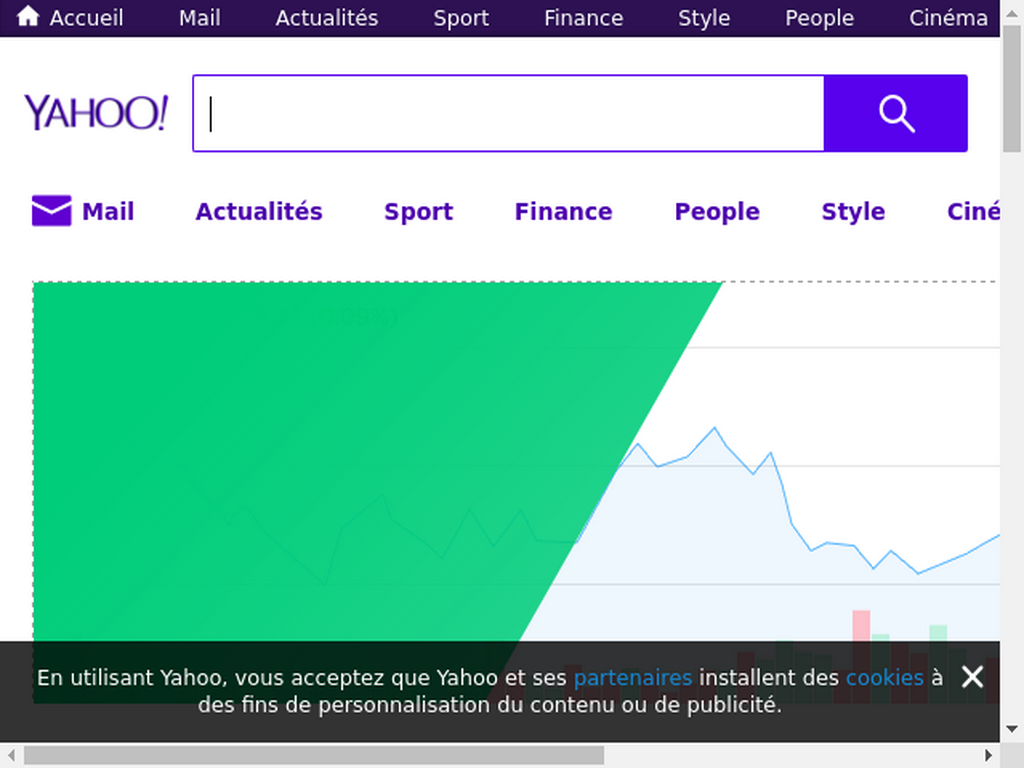 Accueil Mail Actualités Sport Finance Style People Cinéma
YAHOO!
Mail Actualités Sport Finance People Style Ciné
En utilisant Yahoo, vous acceptez que Yahoo et ses partenaires installent des cookies à
des fins de personnalisation du contenu ou de publicité.